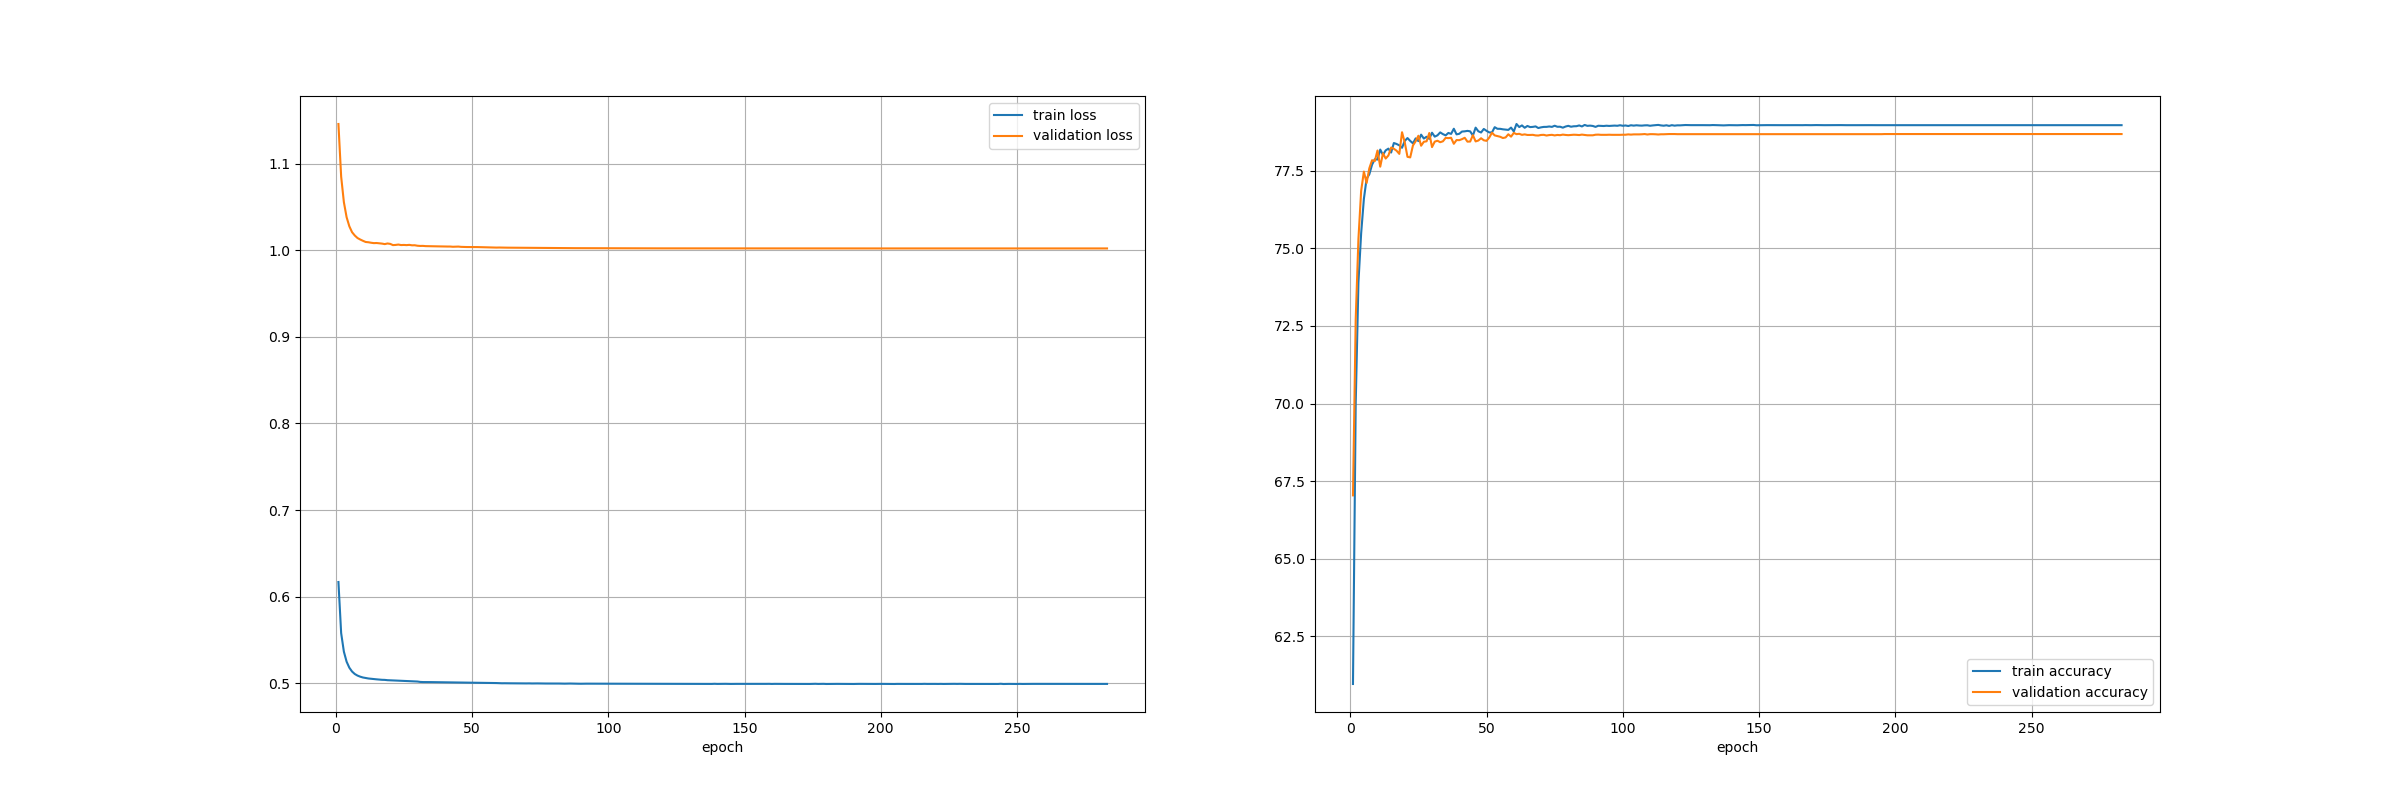 train loss
validation loss
1.1
1.0
0.9
0.8
0.7
0.6
0.5
0 50 100 150 200 250
epoch
77.5
75.0
72.5
70.0
67.5
65.0
62.5
train accuracy
validation accuracy
0 50 100 150 200 250
epoch